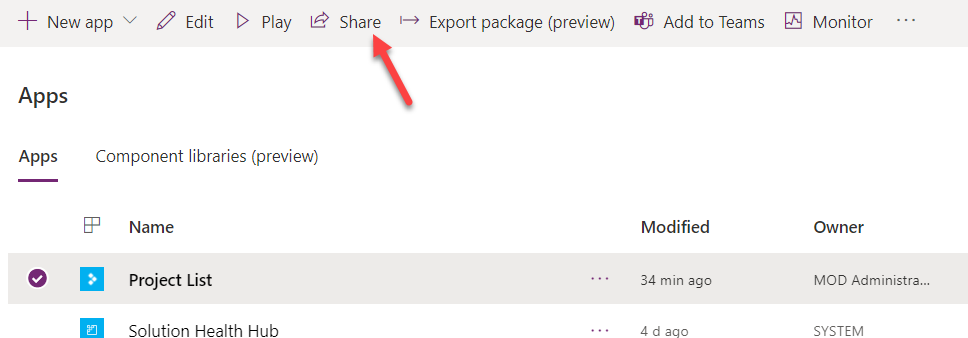 New app Edit Play Share Export package (preview) Add to Teams Monitor ...
Apps
Apps Component libraries (preview)
Name Modified Owner
Project List ... 34 min ago MOD Administra...
Solution Health Hub ... 4 d ago SYSTEM